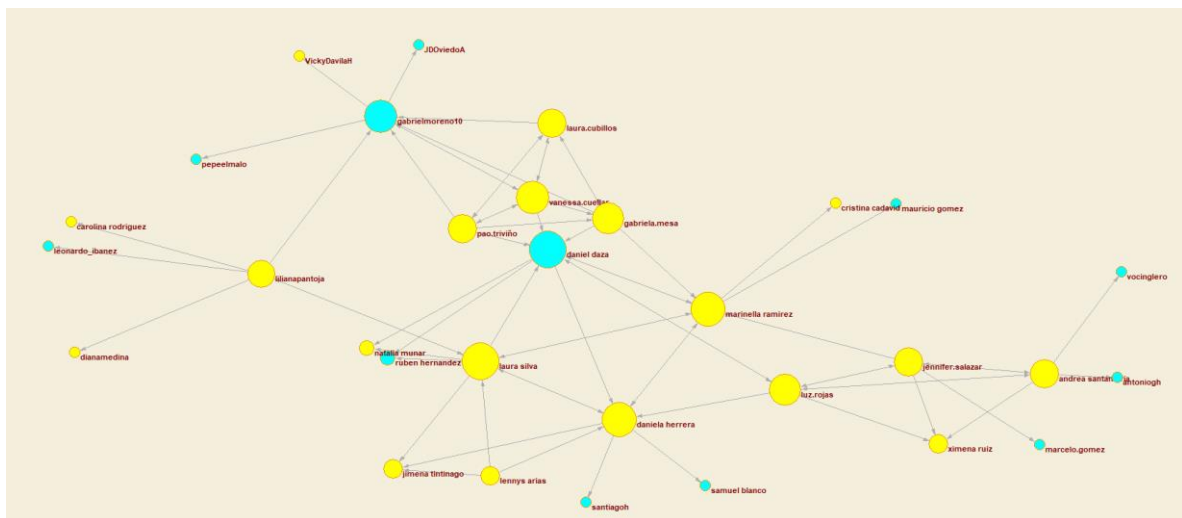 JDOviedoA
VickyDavilaH
gabrielmoreno10
laura.cubillos
pepeelmalo
vanessa.cuellar
cristina cadavid
mauricio gomez
gabriela.mesa
carolina rodriguez
pao.triviño
leonardo_ibanez
daniel daza
lilianapantoja
vocinglero
marinella ramirez
natalia munar
dianamedina
ruben hernandez
laura silva
jennifer.salazar
andrea
antoniogh
luz.rojas
daniela herrera
ximena ruiz
marcelo.gomez
jimena tintinago
lennys arias
samuel blanco
santiagoh